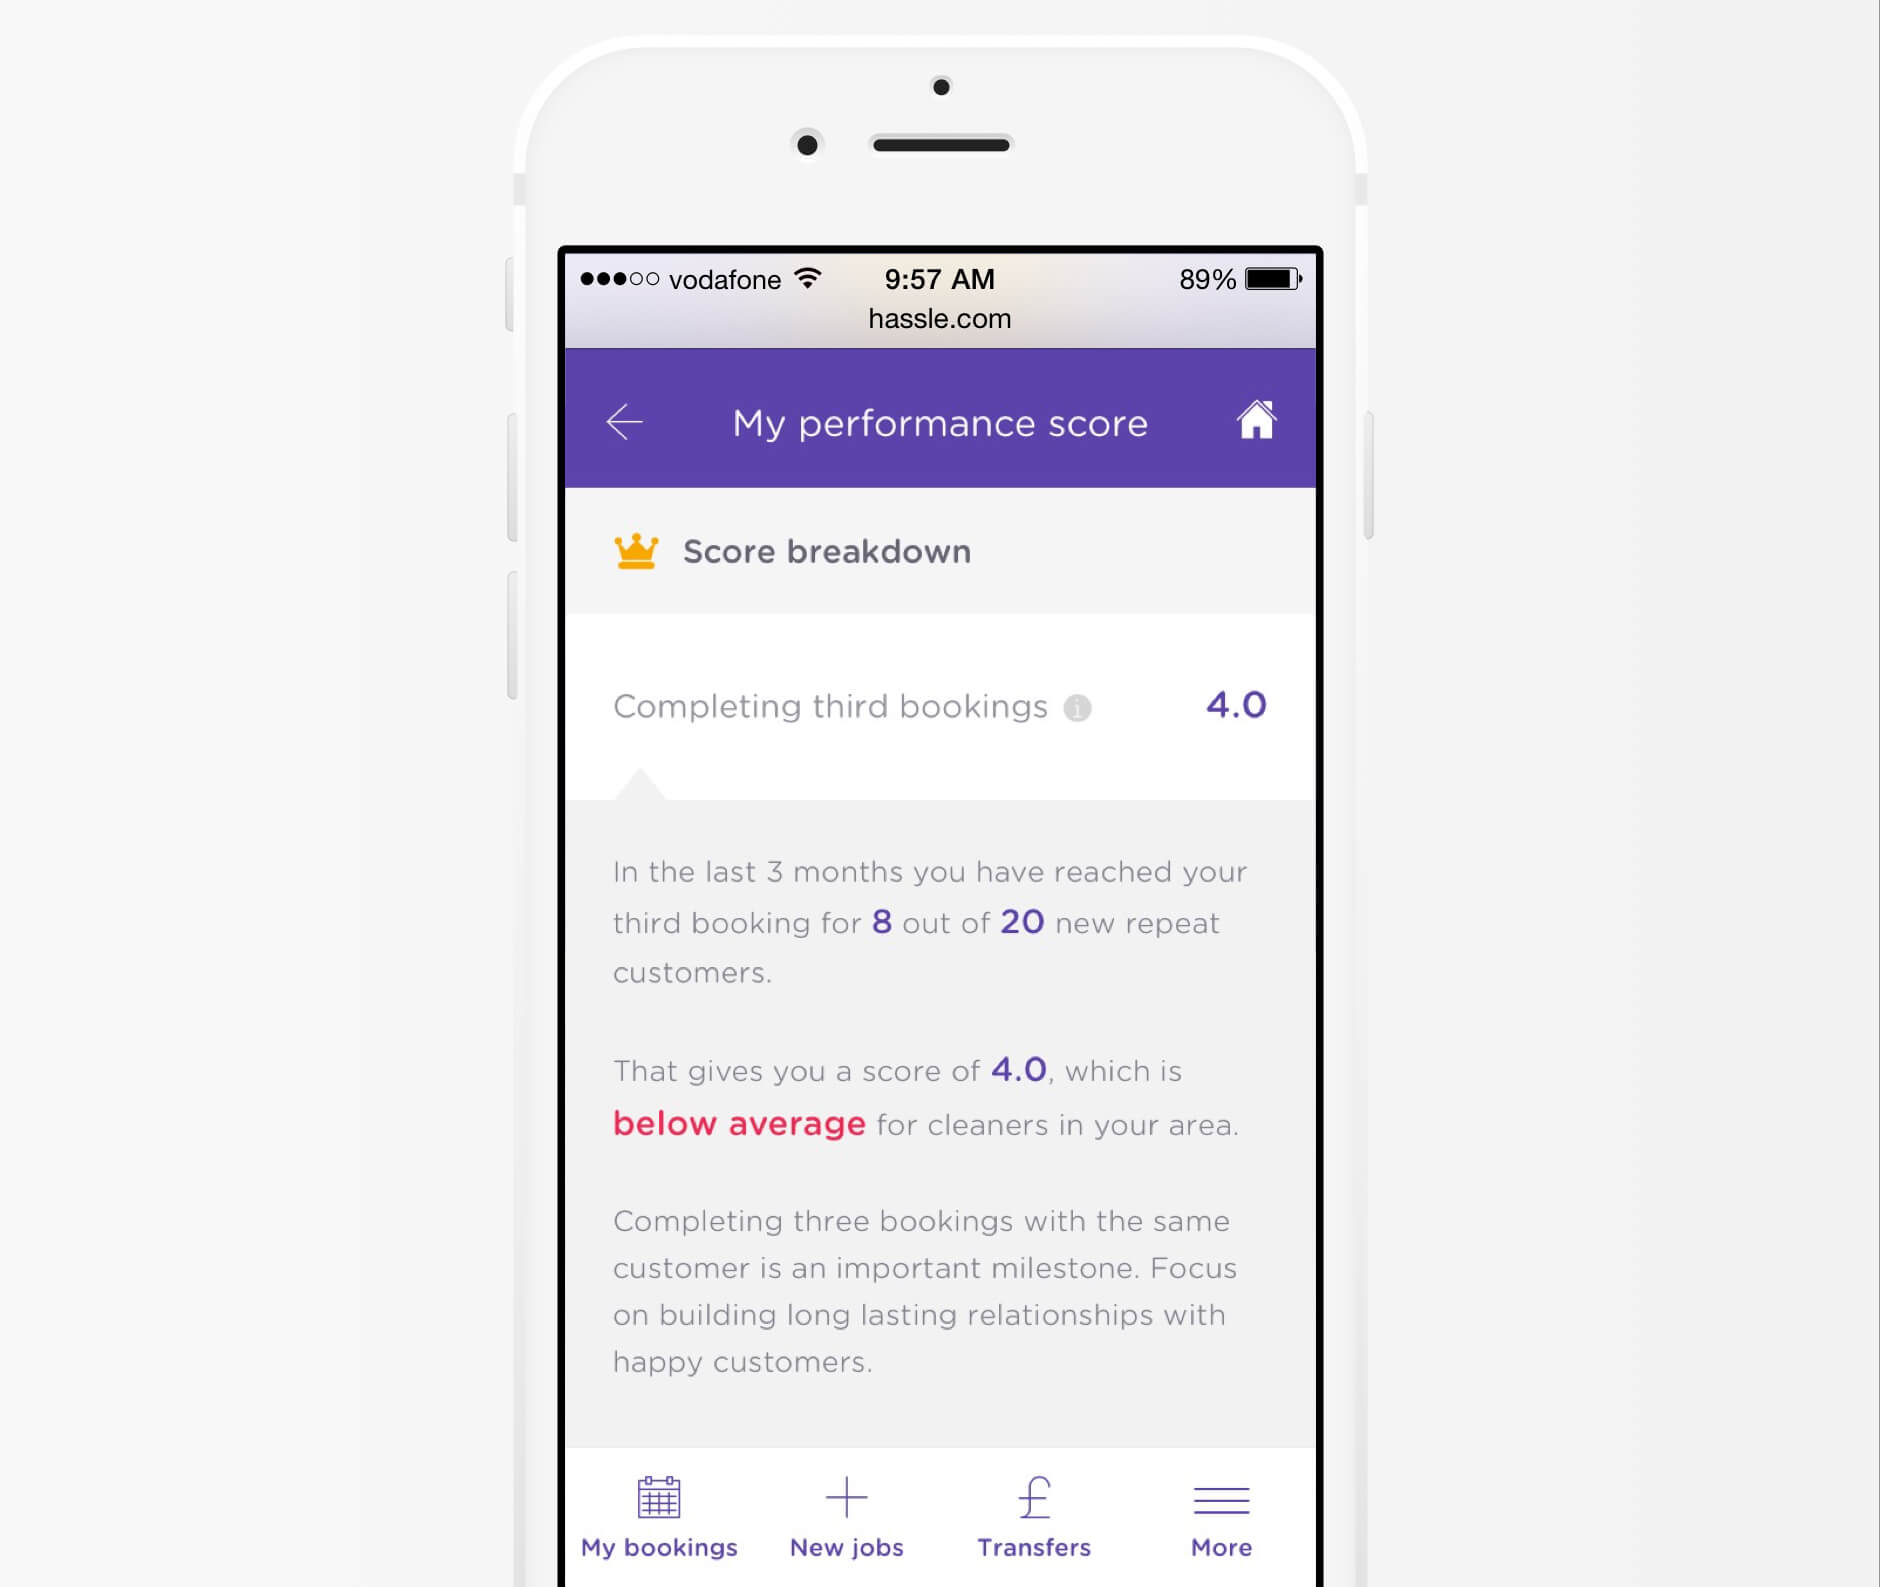 vodafone 9:57 AM 89%
hassle.com
My performance score
Score breakdown
Completing third bookings i 4.0
In the last 3 months you have reached your
third booking for 8 out of 20 new repeat
customers.
That gives you a score of 4.0, which is
below average for cleaners in your area.
Completing three bookings with the same
customer is an important milestone. Focus
on building long lasting relationships with
happy customers.
£
My bookings New jobs Transfers More